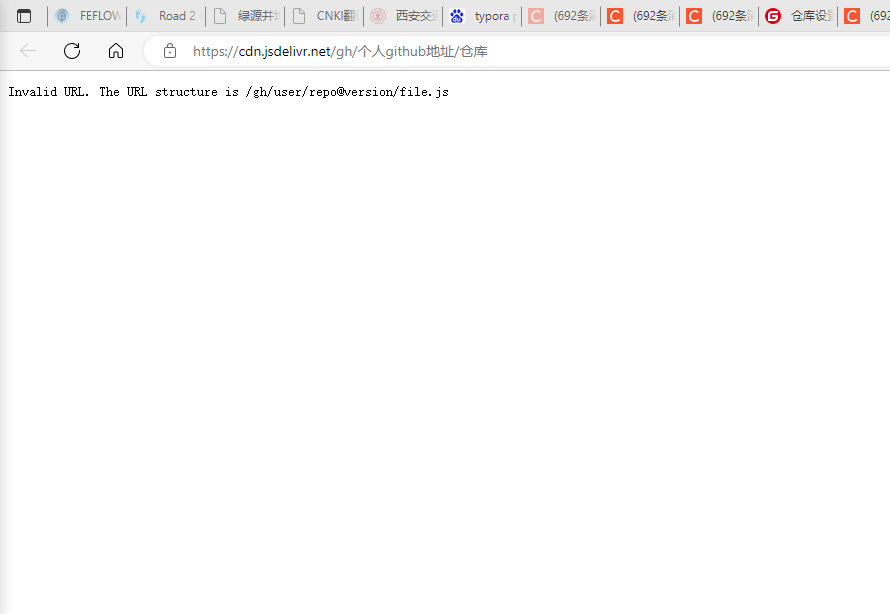 FEFLOW
Road 2
绿源井
CNKI翻
西安交
typora
(692条
(692条
(692条
仓库设
(692
https://cdn.jsdelivr.net/gh/个人github地址/仓库
Invalid URL. The URL structure is /gh/user/repo@version/file.js